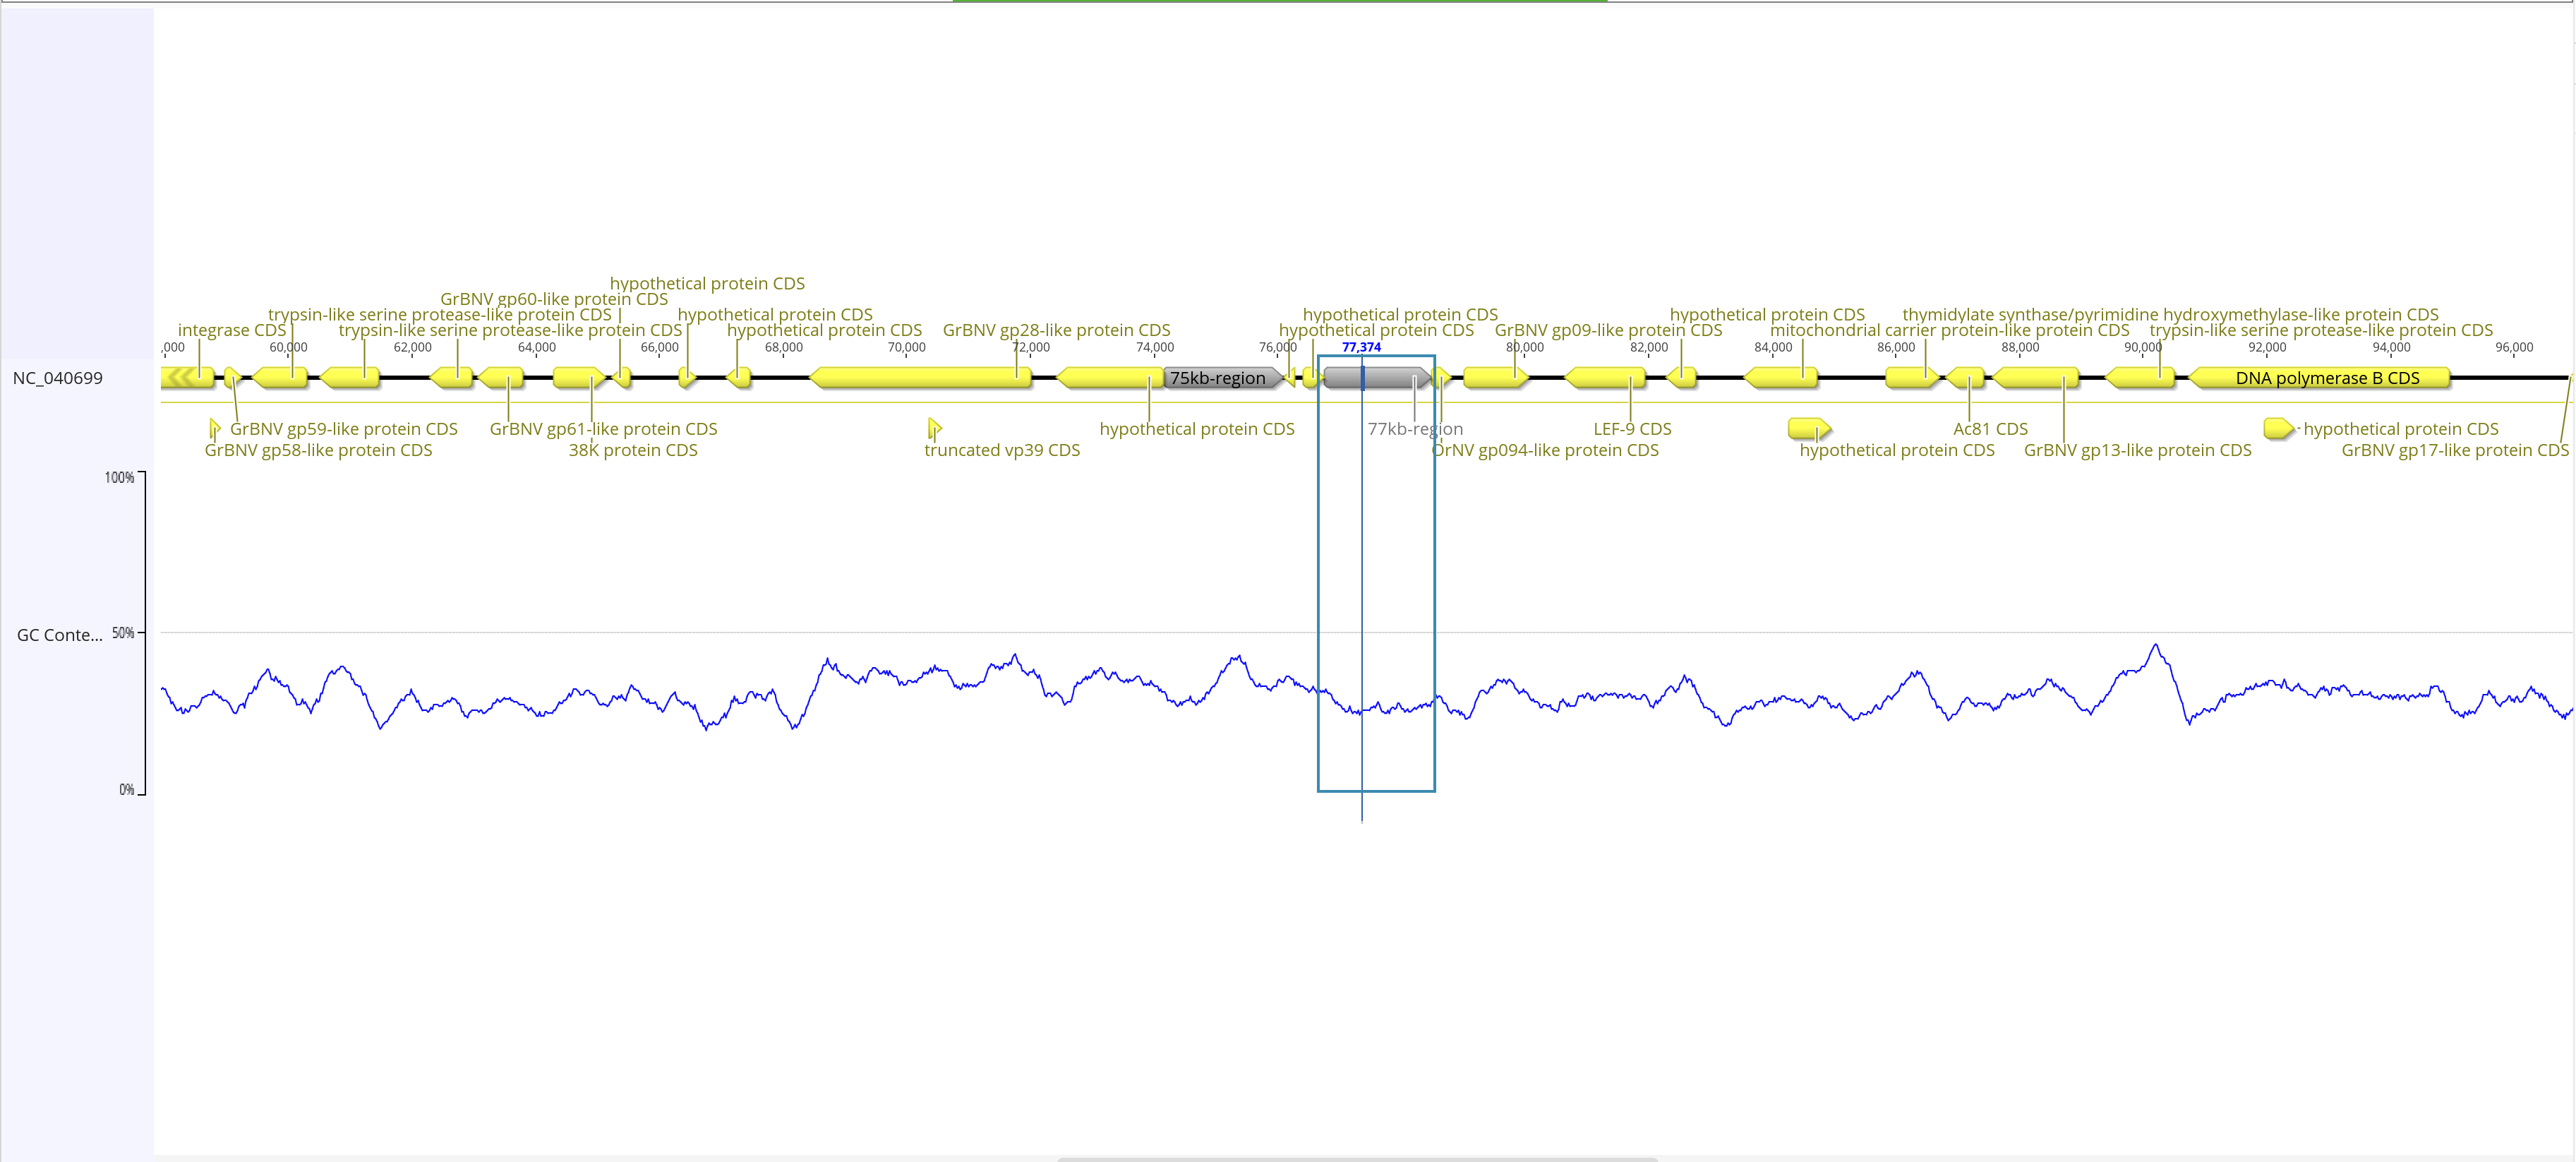 hypothetical protein CDS
GrBNV gp60-like protein CDS
trypsin-like serine protease-like protein CDS
hypothetical protein CDS
hypothetical protein CDS
hypothetical protein CDS
thymidylate synthase/pyrimidine hydroxymethylase-like protein CDS
integrase CDS
trypsin-like serine protease-like protein CDS
hypothetical protein CDS
GrBNV gp28-like protein CDS
hypothetical protein CDS
GrBNV gp09-like protein CDS
mitochondrial carrier protein-like protein CDS
trypsin-like serine protease-like protein CDS
000 60,000 62,000 64,000 66,000 68,000 70,000 72,000 74,000 76,000 77,374 80,000 82,000 84,000 86,000 88,000 90,000 92,000 94,000 96,000
NC_040699
75kb-region
DNA polymerase B CDS
GrBNV gp59-like protein CDS
GrBNV gp61-like protein CDS
hypothetical protein CDS
77kb-region
LEF-9 CDS
Ac81 CDS
hypothetical protein CDS
GrBNV gp58-like protein CDS
38K protein CDS
truncated vp39 CDS
OrNV gp094-like protein CDS
hypothetical protein CDS
GrBNV gp13-like protein CDS
GrBNV gp17-like protein CDS
100%
GC Conte... 50%
0%